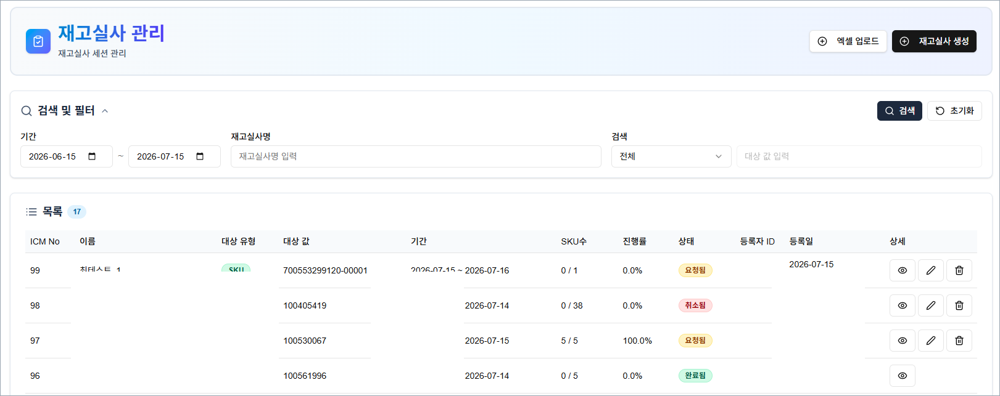 재고실사 관리
재고실사 세션 관리
엑셀 업로드
재고실사 생성
검색 및 필터
검색
초기화
기간
재고실사명
검색
2026-06-15 ~ 2026-07-15
재고실사명 입력
전체
대상 값 입력
목록 17
ICM No 이름 대상 유형 대상 값 기간 SKU수 진행률 상태 등록자 ID 등록일 상세
99 최테스트_1 SKU 700553299120-00001 2026-07-15 ~ 2026-07-16 0 / 1 0.0% 요청됨 2026-07-15
98 100405419 2026-07-14 0 / 38 0.0% 취소됨
97 100530067 2026-07-15 5 / 5 100.0% 요청됨
96 100561996 2026-07-14 0 / 5 0.0% 완료됨